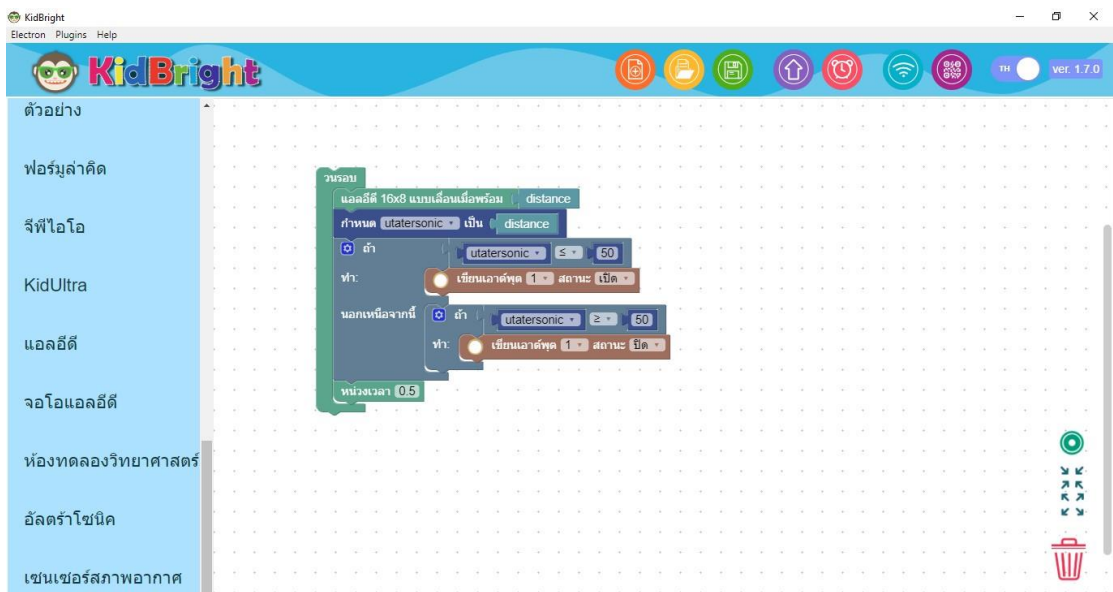 KidBright
Electron Plugins Help
KidBright
TH
ver. 1.7.0
ตัวอย่าง
ฟอร์มูล่าคิด
จีพีไอโอ
KidUltra
แอลอีดี
จอโอแอลอีดี
ห้องทดลองวิทยาศาสตร์
อัลตร้าโซนิค
เซนเซอร์สภาพอากาศ
วนรอบ
แอลอีดี 16x8 แบบเลื่อนเมื่อพร้อม distance
กำหนด utatersonic เป็น distance
ถ้า utatersonic ≤ 50
ทำ: เขียนเอาต์พุต 1 สถานะ เปิด
นอกเหนือจากนี้ ถ้า utatersonic ≥ 50
ทำ: เขียนเอาต์พุต 1 สถานะ ปิด
หน่วงเวลา 0.5